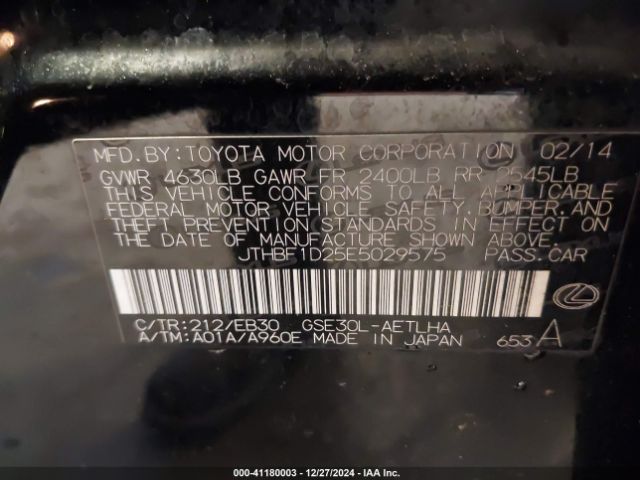 MFD.BY:TOYOTA MOTOR CORPORATION 02/14
GVWR 4630LB GAWR FR 2400LB RR 2545LB
THIS VEHICLE CONFORMS TO ALL APPLICABLE
FEDERAL MOTOR VEHICLE SAFETY,BUMPER,AND
THEFT PREVENTION STANDARDS IN EFFECT ON
THE DATE OF MANUFACTURE SHOWN ABOVE.
JTHBF1D25E5029575 PASS.CAR
C/TR:212/EB30 GSE30L-AETLHA
A/TM:A01A/A960E MADE IN JAPAN 653A
000-41180003 - 12/27/2024 - IAA Inc.